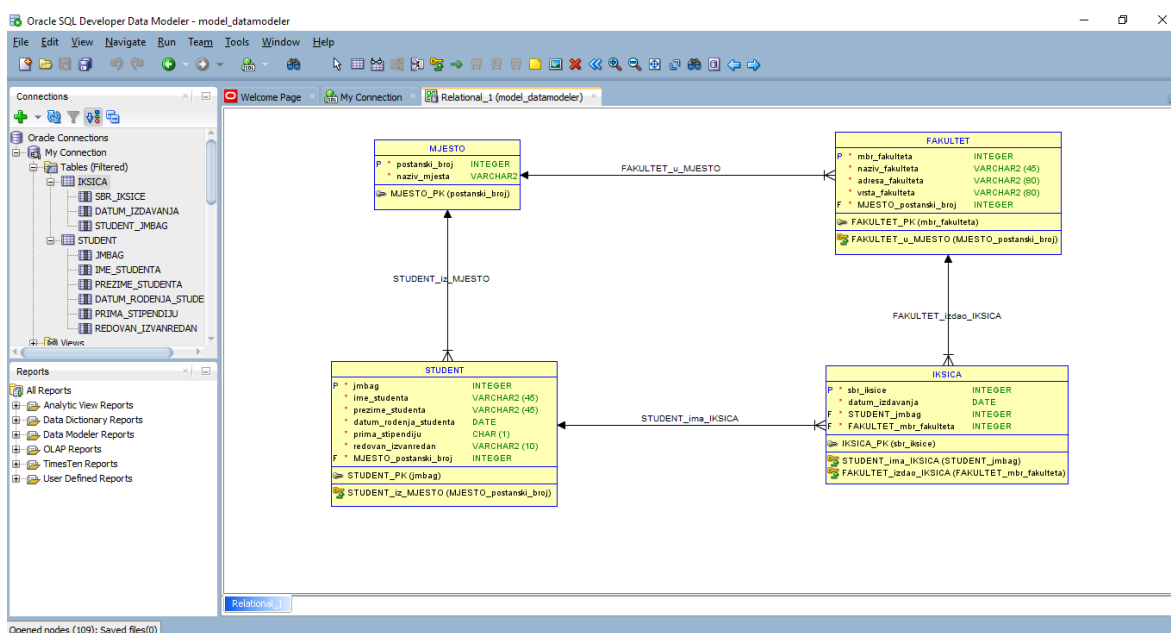 Oracle SQL Developer Data Modeler - model_datamodeler
File Edit View Navigate Run Team Tools Window Help
Connections
Welcome Page
My Connection
Relational_1 (model_datamodeler)
Oracle Connections
My Connection
Tables (Filtered)
IKSICA
SBR_IKSICE
DATUM_IZDAVANJA
STUDENT_JMBAG
STUDENT
JMBAG
IME_STUDENTA
PREZIME_STUDENTA
DATUM_RODENJA_STUDE
PRIMA_STIPENDIJU
REDOVAN_IZVANREDAN
Views
Reports
All Reports
Analytic View Reports
Data Dictionary Reports
Data Modeler Reports
OLAP Reports
TimesTen Reports
User Defined Reports
MJESTO
P * postanski_broj INTEGER
* naziv_mjesta VARCHAR2
MJESTO_PK (postanski_broj)
FAKULTET_u_MJESTO
FAKULTET
P * mbr_fakulteta INTEGER
* naziv_fakulteta VARCHAR2 (45)
* adresa_fakulteta VARCHAR2 (80)
* vrsta_fakulteta VARCHAR2 (80)
F * MJESTO_postanski_broj INTEGER
FAKULTET_PK (mbr_fakulteta)
FAKULTET_u_MJESTO (MJESTO_postanski_broj)
STUDENT_iz_MJESTO
FAKULTET_izdao_IKSICA
STUDENT
P * jmbag INTEGER
* ime_studenta VARCHAR2 (45)
* prezime_studenta VARCHAR2 (45)
* datum_rodenja_studenta DATE
* prima_stipendiju CHAR (1)
* redovan_izvanredan VARCHAR2 (10)
F * MJESTO_postanski_broj INTEGER
STUDENT_PK (jmbag)
STUDENT_iz_MJESTO (MJESTO_postanski_broj)
STUDENT_ima_IKSICA
IKSICA
P * sbr_iksice INTEGER
* datum_izdavanja DATE
F * STUDENT_jmbag INTEGER
F * FAKULTET_mbr_fakulteta INTEGER
IKSICA_PK (sbr_iksice)
STUDENT_ima_IKSICA (STUDENT_jmbag)
FAKULTET_izdao_IKSICA (FAKULTET_mbr_fakulteta)
Relational_1
Opened nodes (109); Saved files(0)